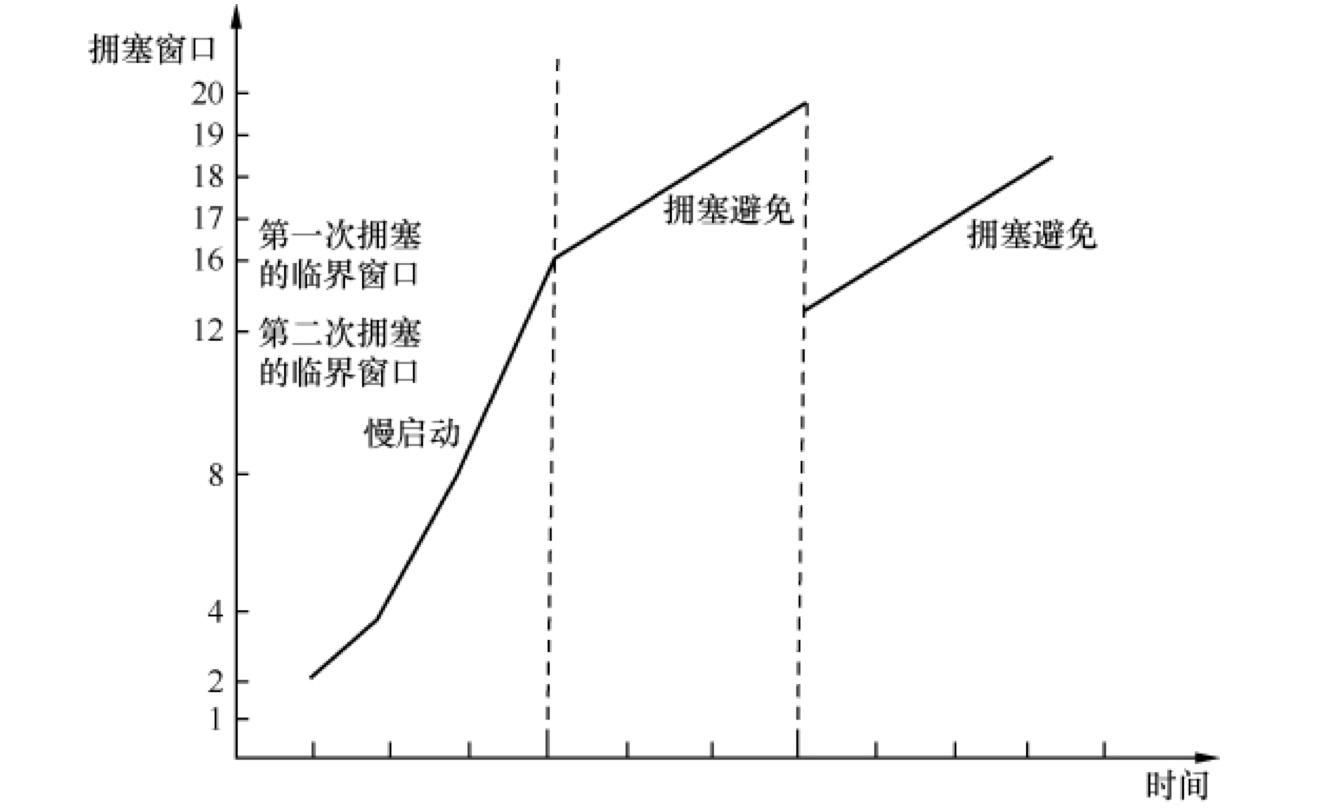 拥塞窗口
20
19
18
17
16
12
8
4
2
1
第一次拥塞
的临界窗口
第二次拥塞
的临界窗口
慢启动
拥塞避免
拥塞避免
时间